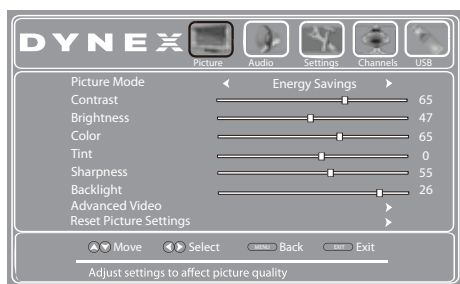 DYNEX
Picture Audio Settings Channels USB
Picture Mode Energy Savings
Contrast 65
Brightness 47
Color 65
Tint 0
Sharpness 55
Backlight 26
Advanced Video
Reset Picture Settings
Move Select MENU Back EXIT Exit
Adjust settings to affect picture quality